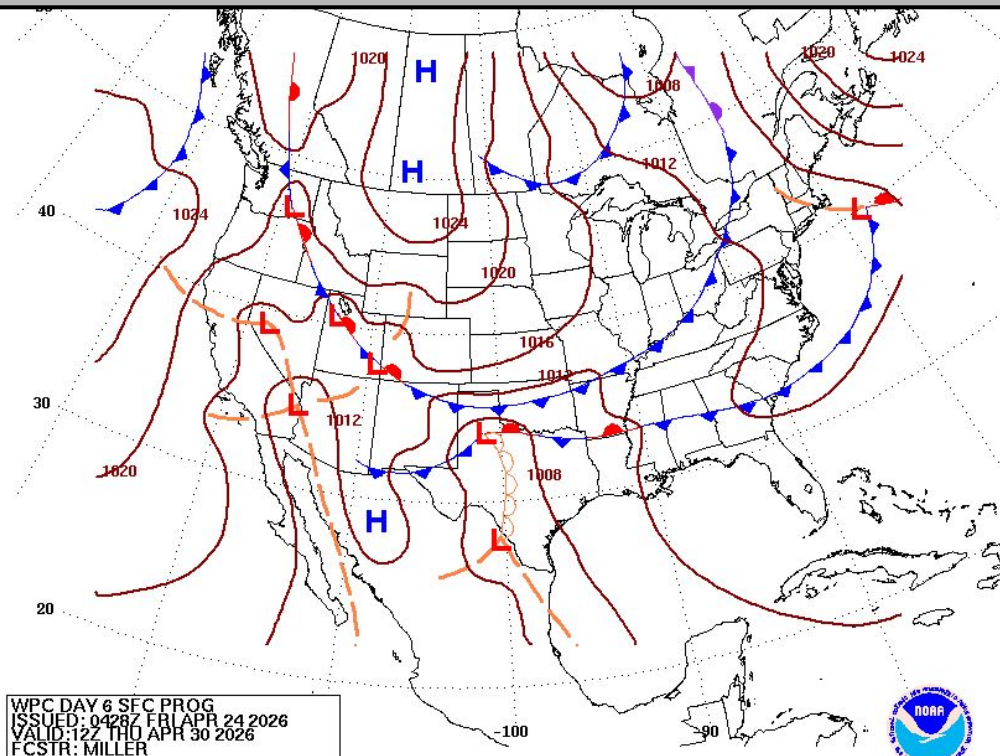 1020
H
1020
1024
1008
H
1012
40
1024
L
1024
L
1020
L
L
1016
L
1012
30
L
1012
L
1020
1008
H
L
20
WPC DAY 6 SFC PROG
ISSUED: 0428Z FRI APR 24 2026
VALID:12Z THU APR 30 2026
FCSTR: MILLER
-100
-90
NOAA